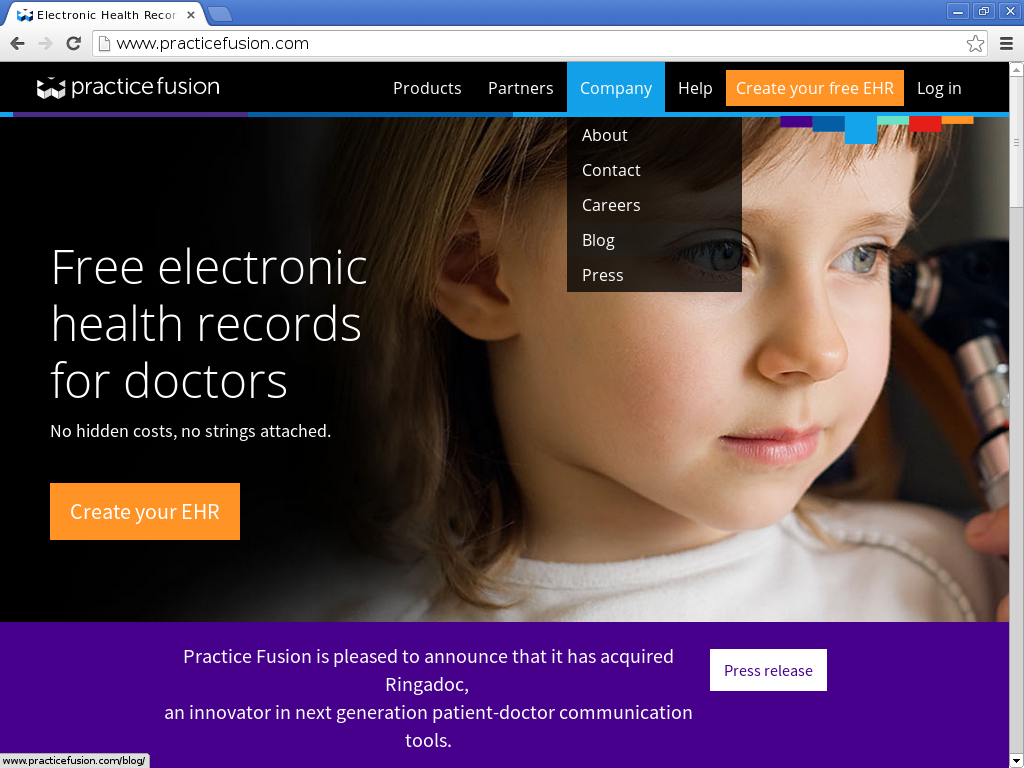 Electronic Health Recor
www.practicefusion.com
practice fusion
Products Partners Company Help Create your free EHR Log in
About
Contact
Careers
Blog
Press
Free electronic
health records
for doctors
No hidden costs, no strings attached.
Create your EHR
Practice Fusion is pleased to announce that it has acquired
Ringadoc,
an innovator in next generation patient-doctor communication
tools.
Press release
www.practicefusion.com/blog/